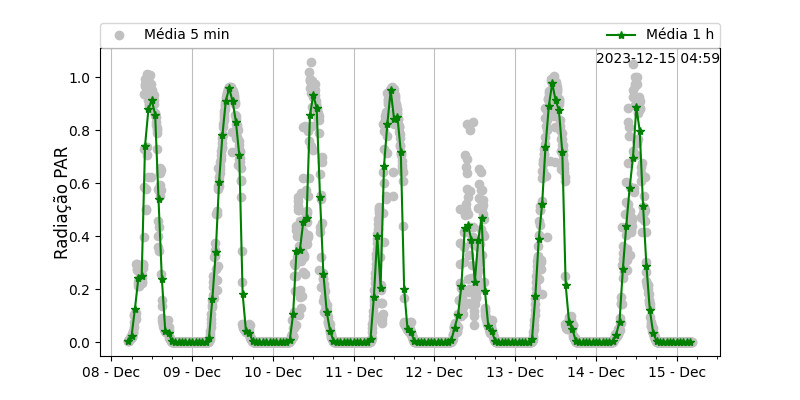 Média 5 min
Média 1 h
2023-12-15 04:59
1.0
0.8
0.6
0.4
0.2
0.0
Radiação PAR
08 - Dec
09 - Dec
10 - Dec
11 - Dec
12 - Dec
13 - Dec
14 - Dec
15 - Dec